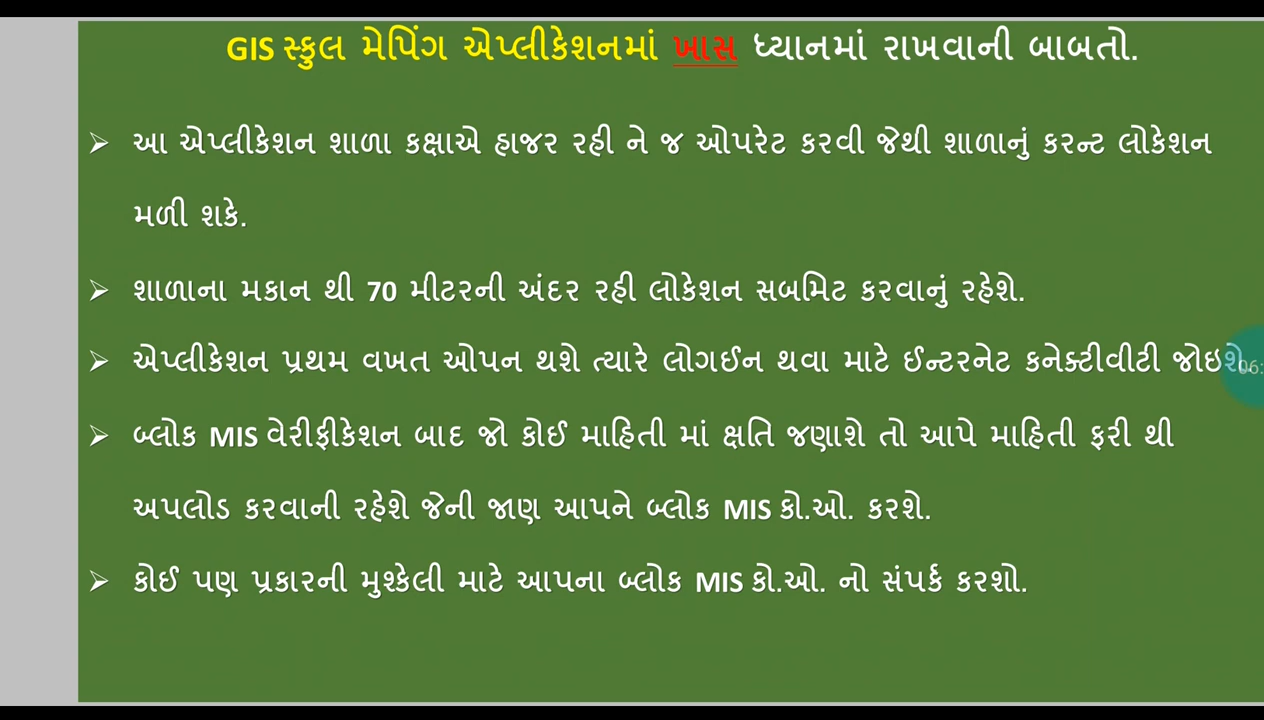 GIS સ્કુલ મેપિંગ એપ્લીકેશનમાં ખાસ ધ્યાનમાં રાખવાની બાબતો.
➢ આ એપ્લીકેશન શાળા કક્ષાએ હાજર રહી ને જ ઓપરેટ કરવી જેથી શાળાનું કરન્ટ લોકેશન
મળી શકે.
➢ શાળાના મકાન થી 70 મીટરની અંદર રહી લોકેશન સબમિટ કરવાનું રહેશે.
➢ એપ્લીકેશન પ્રથમ વખત ઓપન થશે ત્યારે લોગઈન થવા માટે ઈન્ટરનેટ કનેક્ટીવીટી જોઇશે.
➢ બ્લોક MIS વેરીફીકેશન બાદ જો કોઈ માહિતી માં ક્ષતિ જણાશે તો આપે માહિતી ફરી થી
અપલોડ કરવાની રહેશે જેની જાણ આપને બ્લોક MIS કો.ઓ. કરશે.
➢ કોઈ પણ પ્રકારની મુશ્કેલી માટે આપના બ્લોક MIS કો.ઓ. નો સંપર્ક કરશો.